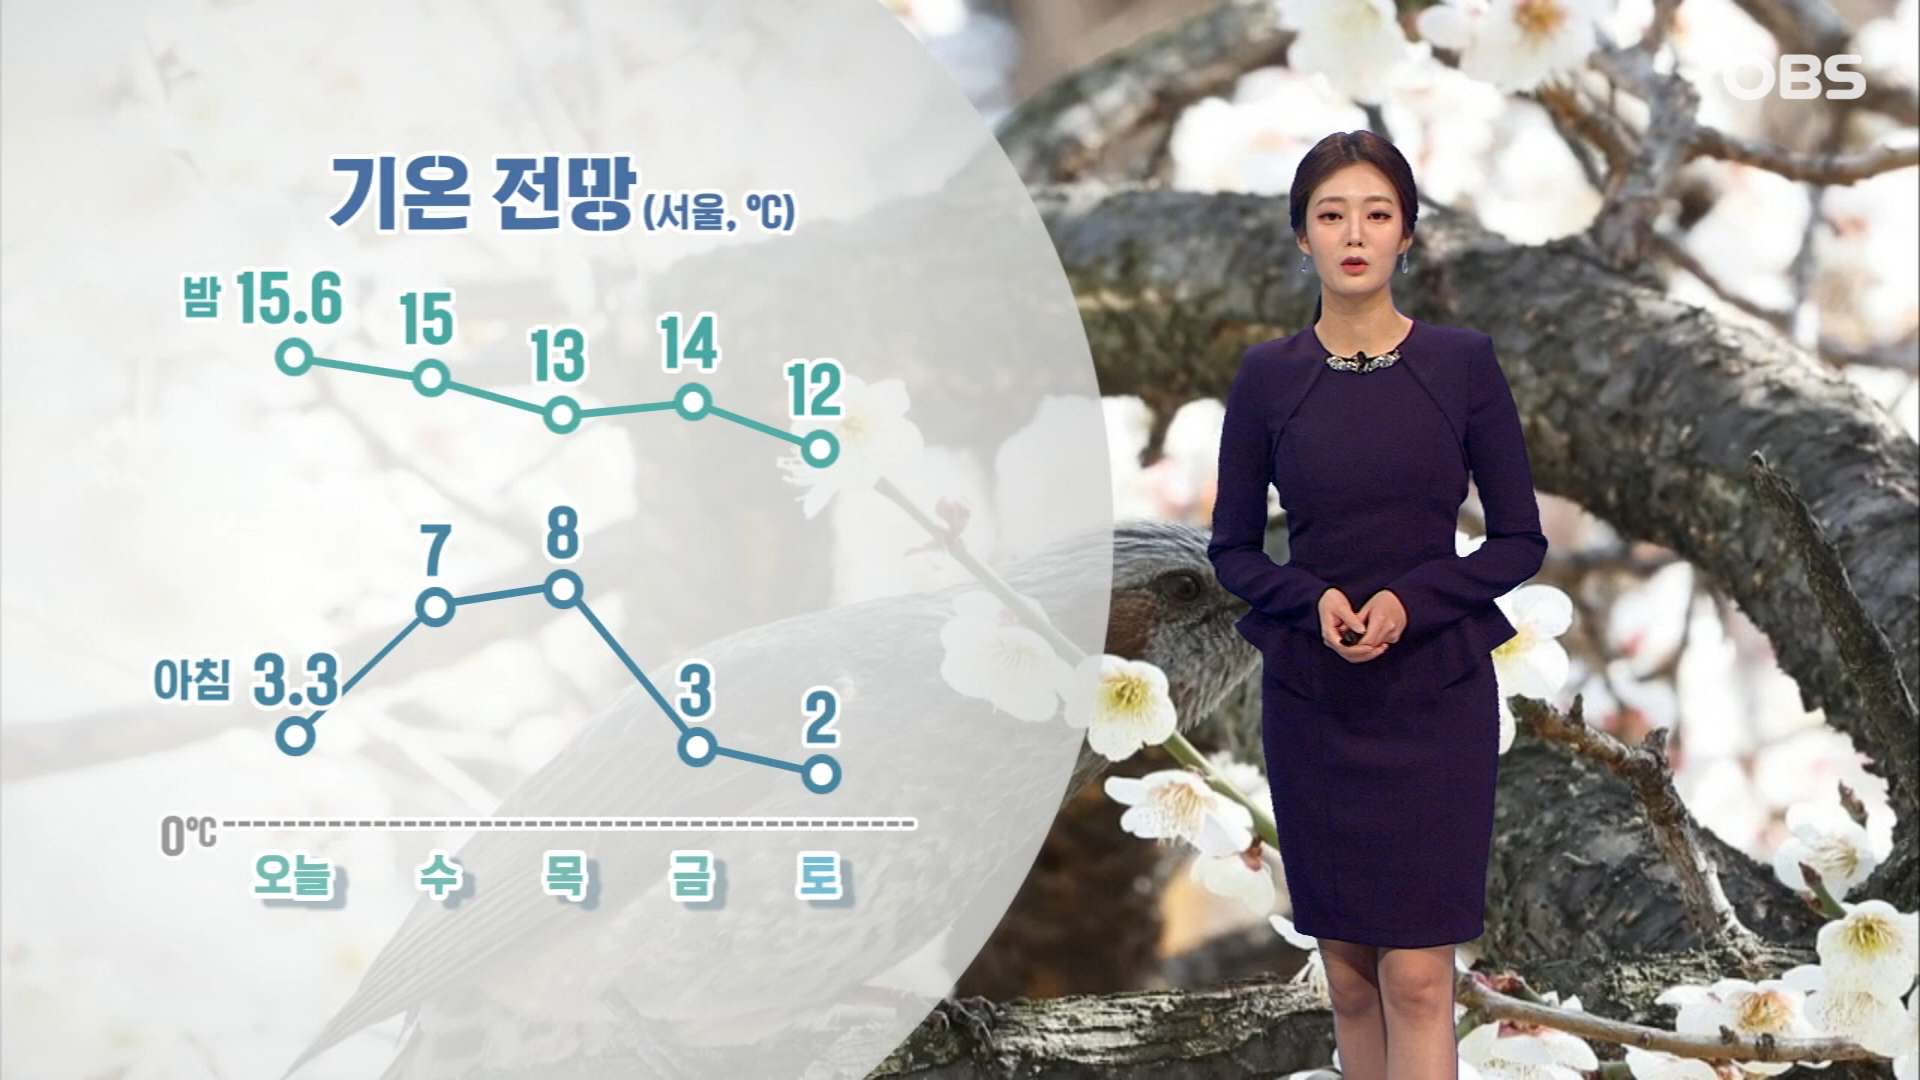 OBS
기온 전망 (서울, ℃)
밤 15.6 15 13 14 12
아침 3.3 7 8 3 2
0℃
오늘 수 목 금 토